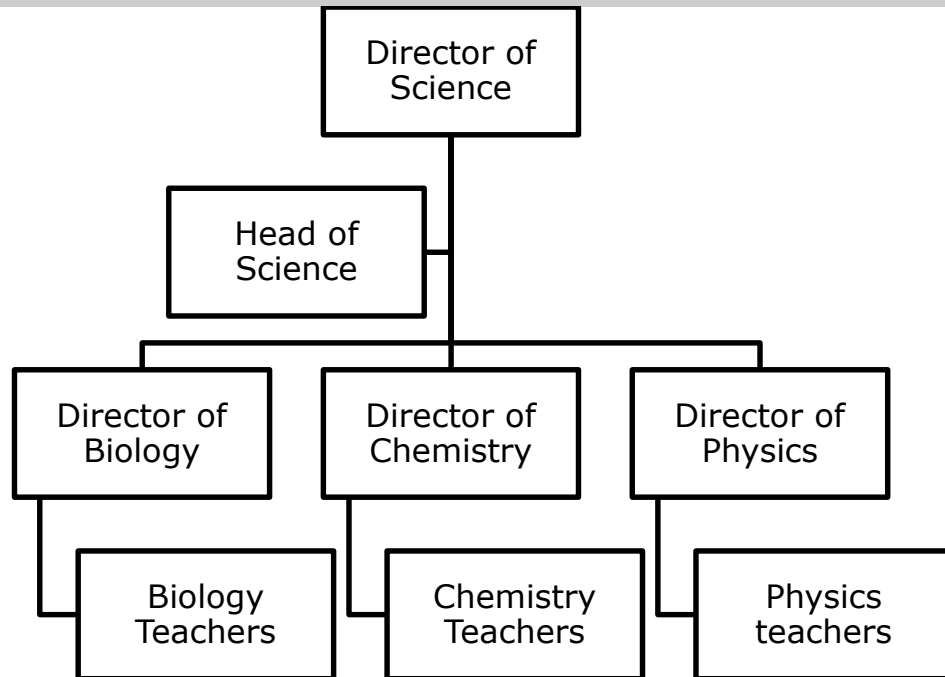 Director of
Science
Head of
Science
Director of
Biology
Director of
Chemistry
Director of
Physics
Biology
Teachers
Chemistry
Teachers
Physics
teachers